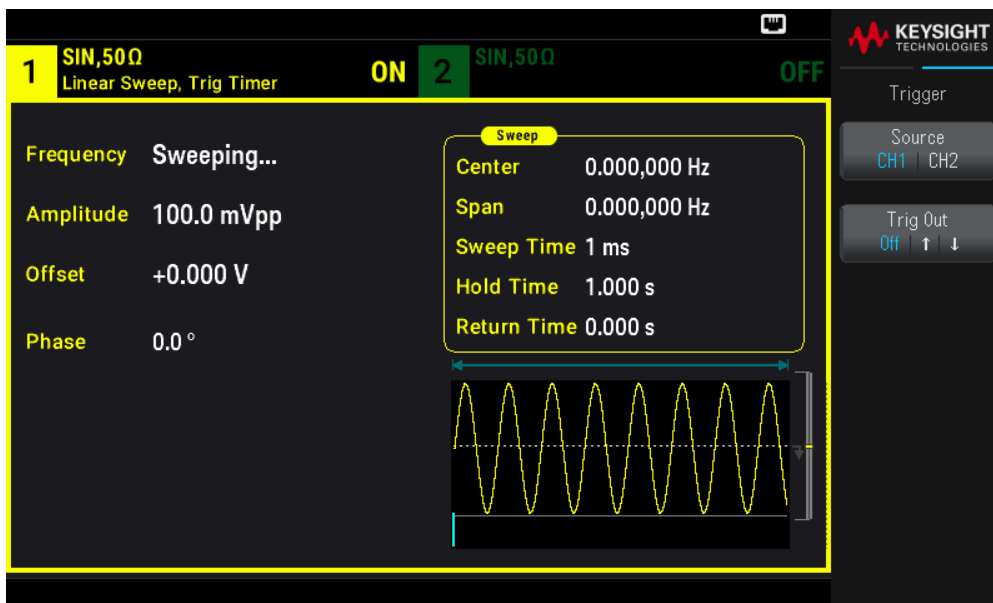 1
SIN,50Ω
Linear Sweep, Trig Timer
ON
2
SIN,50Ω
OFF
Frequency Sweeping...
Amplitude 100.0 mVpp
Offset +0.000 V
Phase 0.0 °
Sweep
Center 0.000,000 Hz
Span 0.000,000 Hz
Sweep Time 1 ms
Hold Time 1.000 s
Return Time 0.000 s
KEYSIGHT
TECHNOLOGIES
Trigger
Source
CH1 | CH2
Trig Out
Off | ↑ | ↓